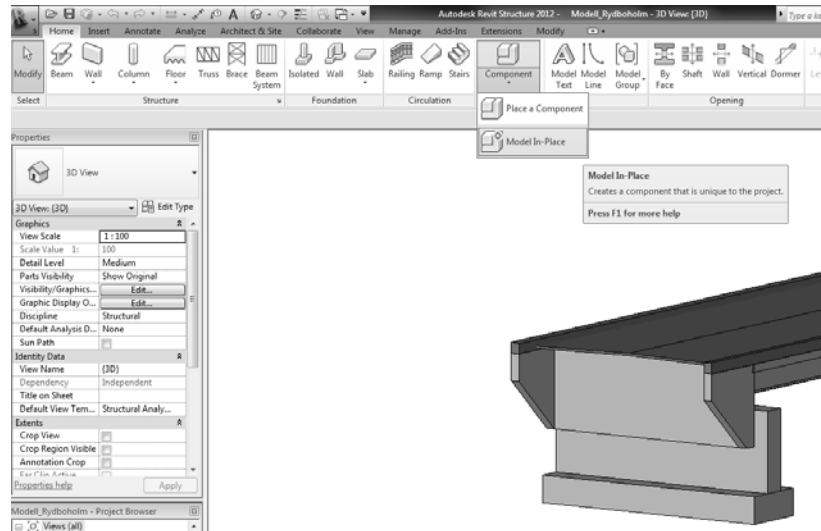 Autodesk Revit Structure 2012 - Modell_Rydboholm - 3D View: {3D}
Type a ke
Home Insert Annotate Analyze Architect & Site Collaborate View Manage Add-Ins Extensions Modify
Modify Beam Wall Column Floor Truss Brace Beam System Isolated Wall Slab Railing Ramp Stairs Component Model Text Model Line Model Group By Face Shaft Wall Vertical Dormer Le
Select Structure Foundation Circulation Opening
Place a Component
Model In-Place
Model In-Place
Creates a component that is unique to the project.
Press F1 for more help
Properties
3D View
3D View: {3D} Edit Type
Graphics
View Scale 1 : 100
Scale Value 1: 100
Detail Level Medium
Parts Visibility Show Original
Visibility/Graphics... Edit...
Graphic Display O... Edit...
Discipline Structural
Default Analysis D... None
Sun Path
Identity Data
View Name {3D}
Dependency Independent
Title on Sheet
Default View Tem... Structural Analy...
Extents
Crop View
Crop Region Visible
Annotation Crop
Properties help Apply
Modell_Rydboholm - Project Browser
Views (all)